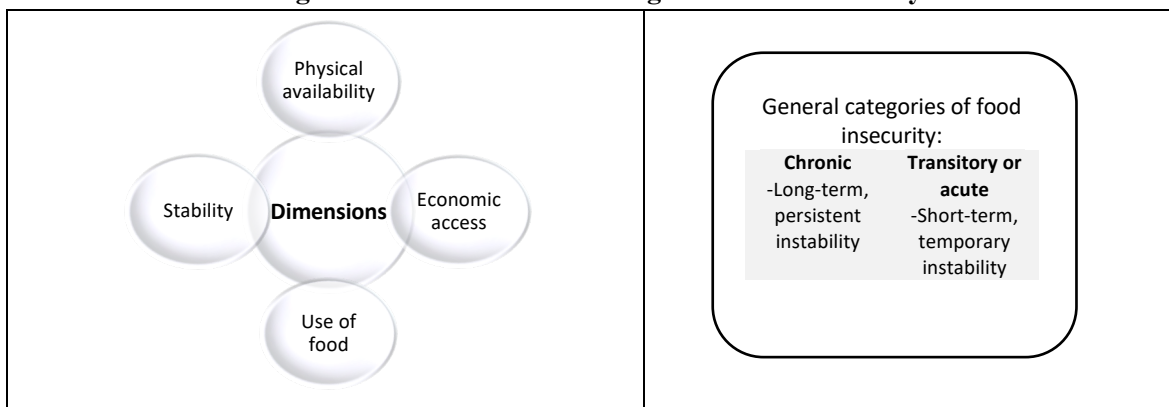 Physical
availability
Stability
Dimensions
Economic
access
Use of
food
General categories of food
insecurity:
Chronic
-Long-term,
persistent
instability
Transitory or
acute
-Short-term,
temporary
instability